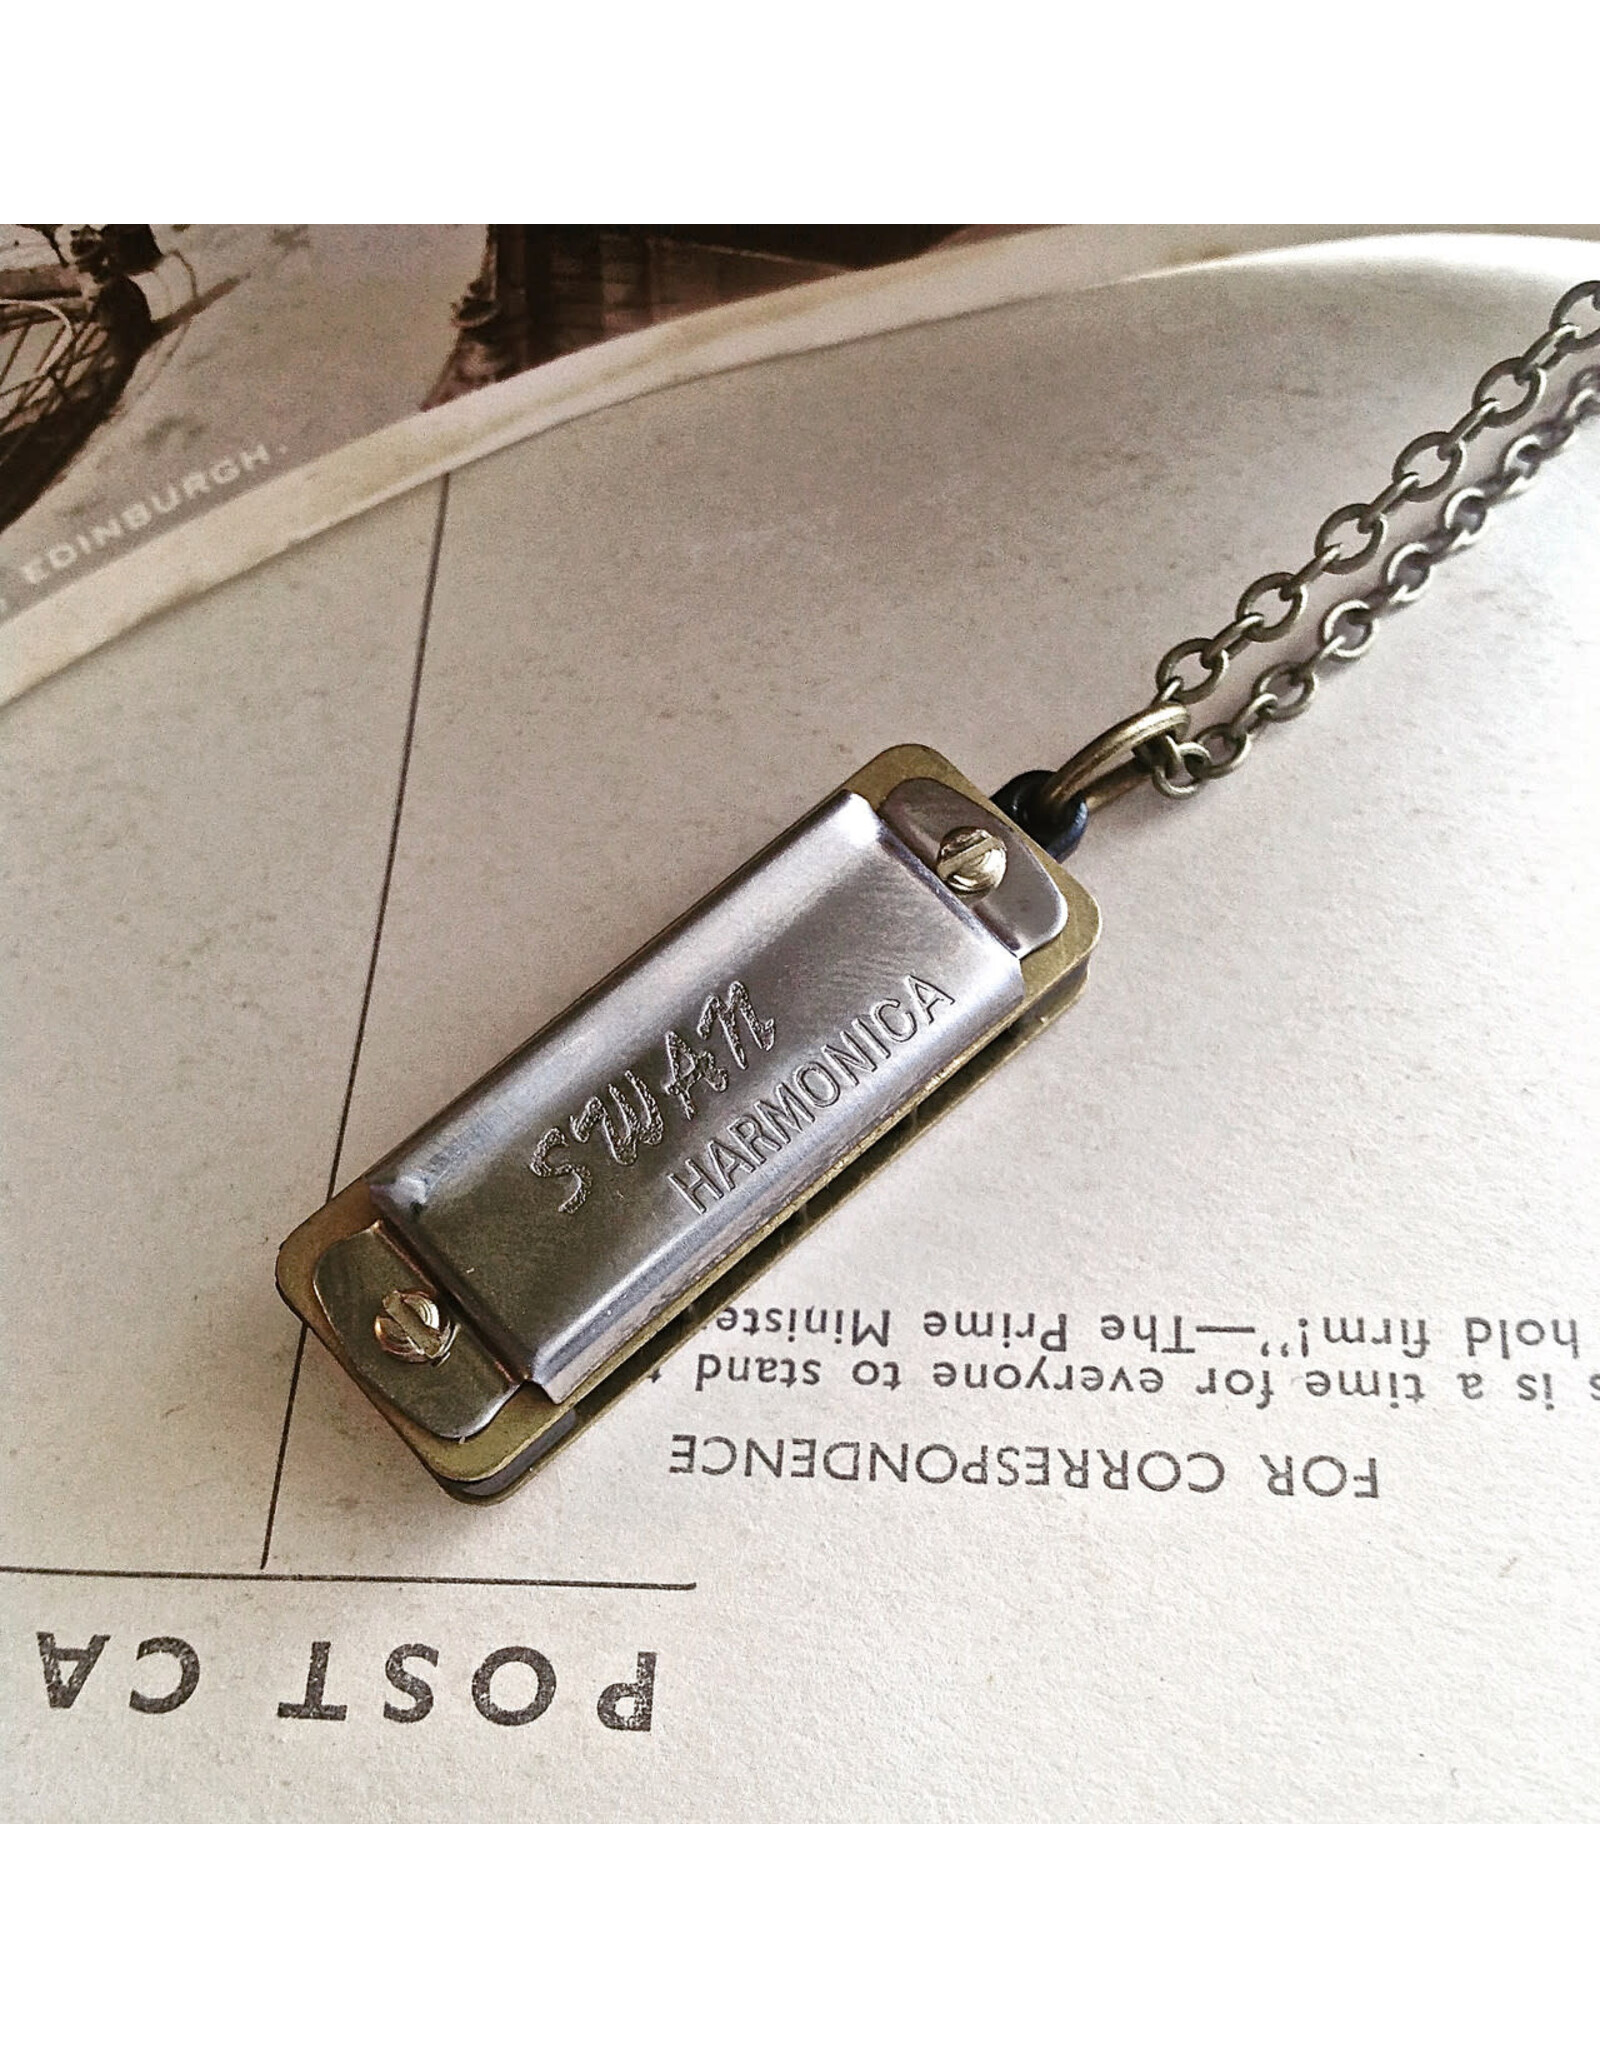 EDINBURGH.
SWAN
HARMONICA
POST CA
FOR CORRESPONDENCE
is a time for everyone to stand
hold firm!"—The Prime Ministe